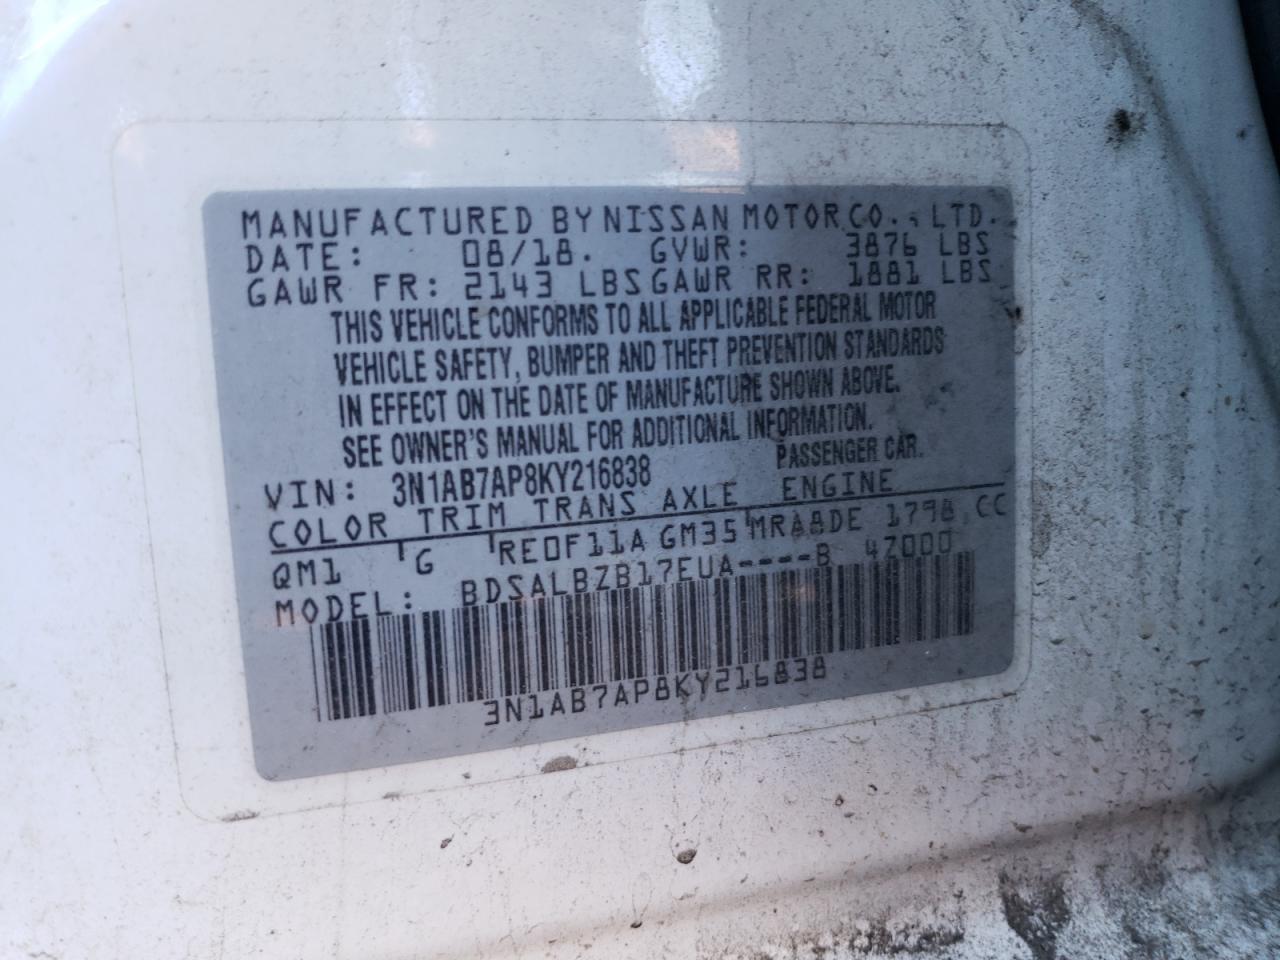 MANUFACTURED BY NISSAN MOTOR CO., LTD.
DATE: 08/18. GVWR: 3876 LBS
GAWR FR: 2143 LBS GAWR RR: 1881 LBS
THIS VEHICLE CONFORMS TO ALL APPLICABLE FEDERAL MOTOR
VEHICLE SAFETY, BUMPER AND THEFT PREVENTION STANDARDS
IN EFFECT ON THE DATE OF MANUFACTURE SHOWN ABOVE.
SEE OWNER'S MANUAL FOR ADDITIONAL INFORMATION.
VIN: 3N1AB7AP8KY216838 PASSENGER CAR.
COLOR TRIM TRANS AXLE ENGINE
QM1 G RE0F11A GM35 MRA8DE 1798 CC
MODEL: BDSALBZB17EUA----B 4Z000
3N1AB7AP8KY216838